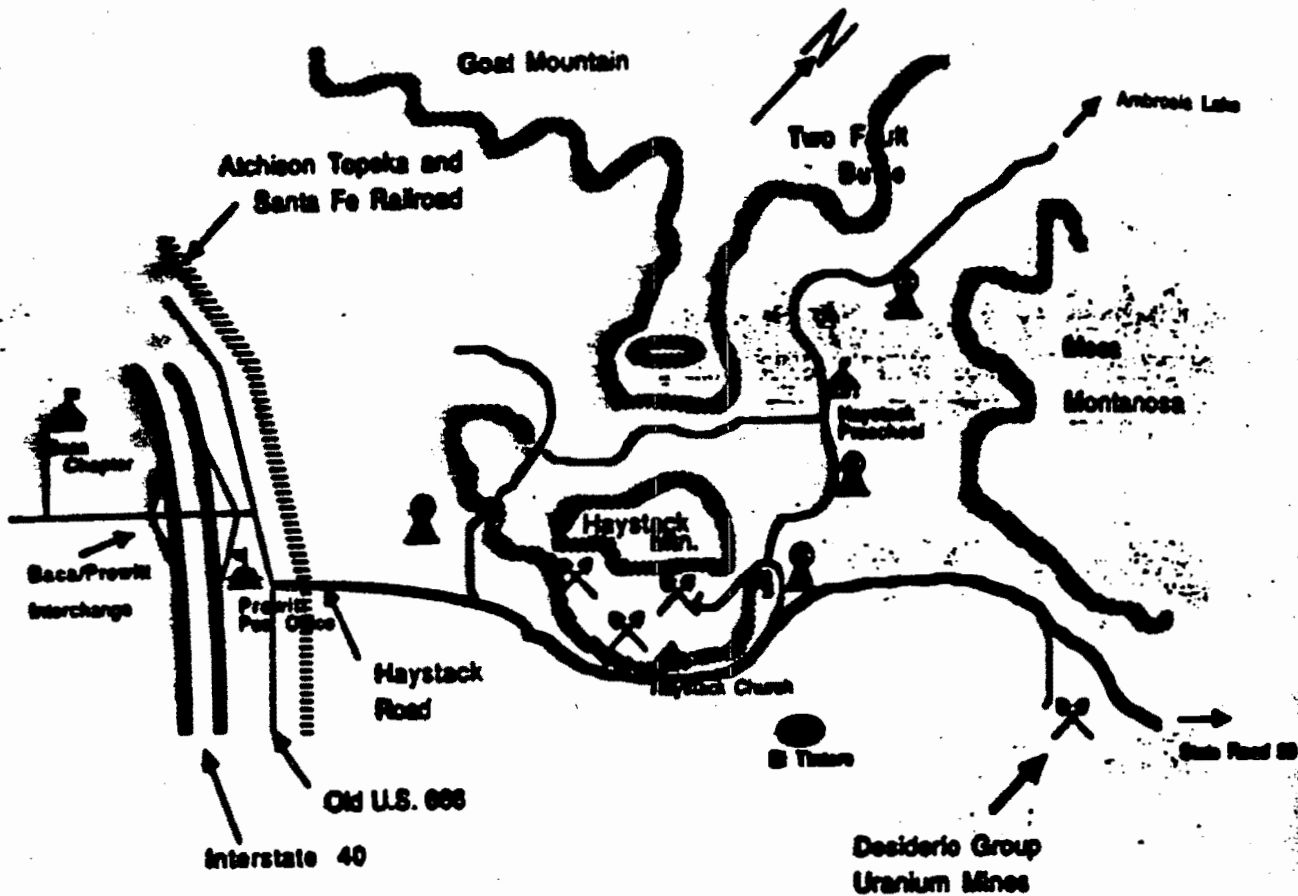 Goat Mountain
N
Ambrosia Lake
Two Fault
Butte
Atchison Topeka and
Santa Fe Railroad
Mesa
Montanosa
Haystack
Preschool
Baca
Chapter
Haystack
Mtn.
Baca/Prewitt
Interchange
Prewitt
Post Office
Haystack
Road
Haystack Church
El Tintero
State Road
Old U.S. 666
Interstate 40
Desiderio Group
Uranium Mines